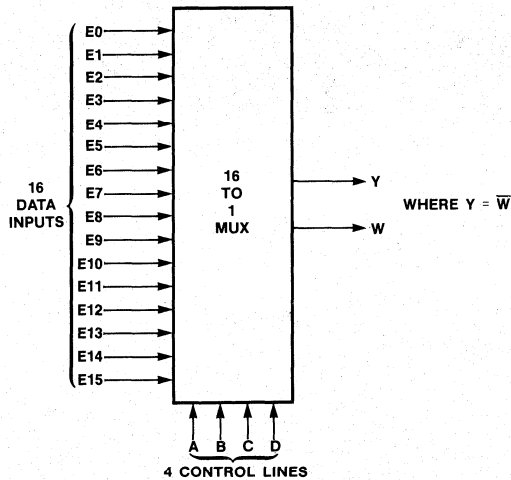 E0
E1
E2
E3
E4
E5
E6
E7
E8
E9
E10
E11
E12
E13
E14
E15
16
DATA
INPUTS
16
TO
1
MUX
Y
W
WHERE Y = W̅
A B C D
4 CONTROL LINES